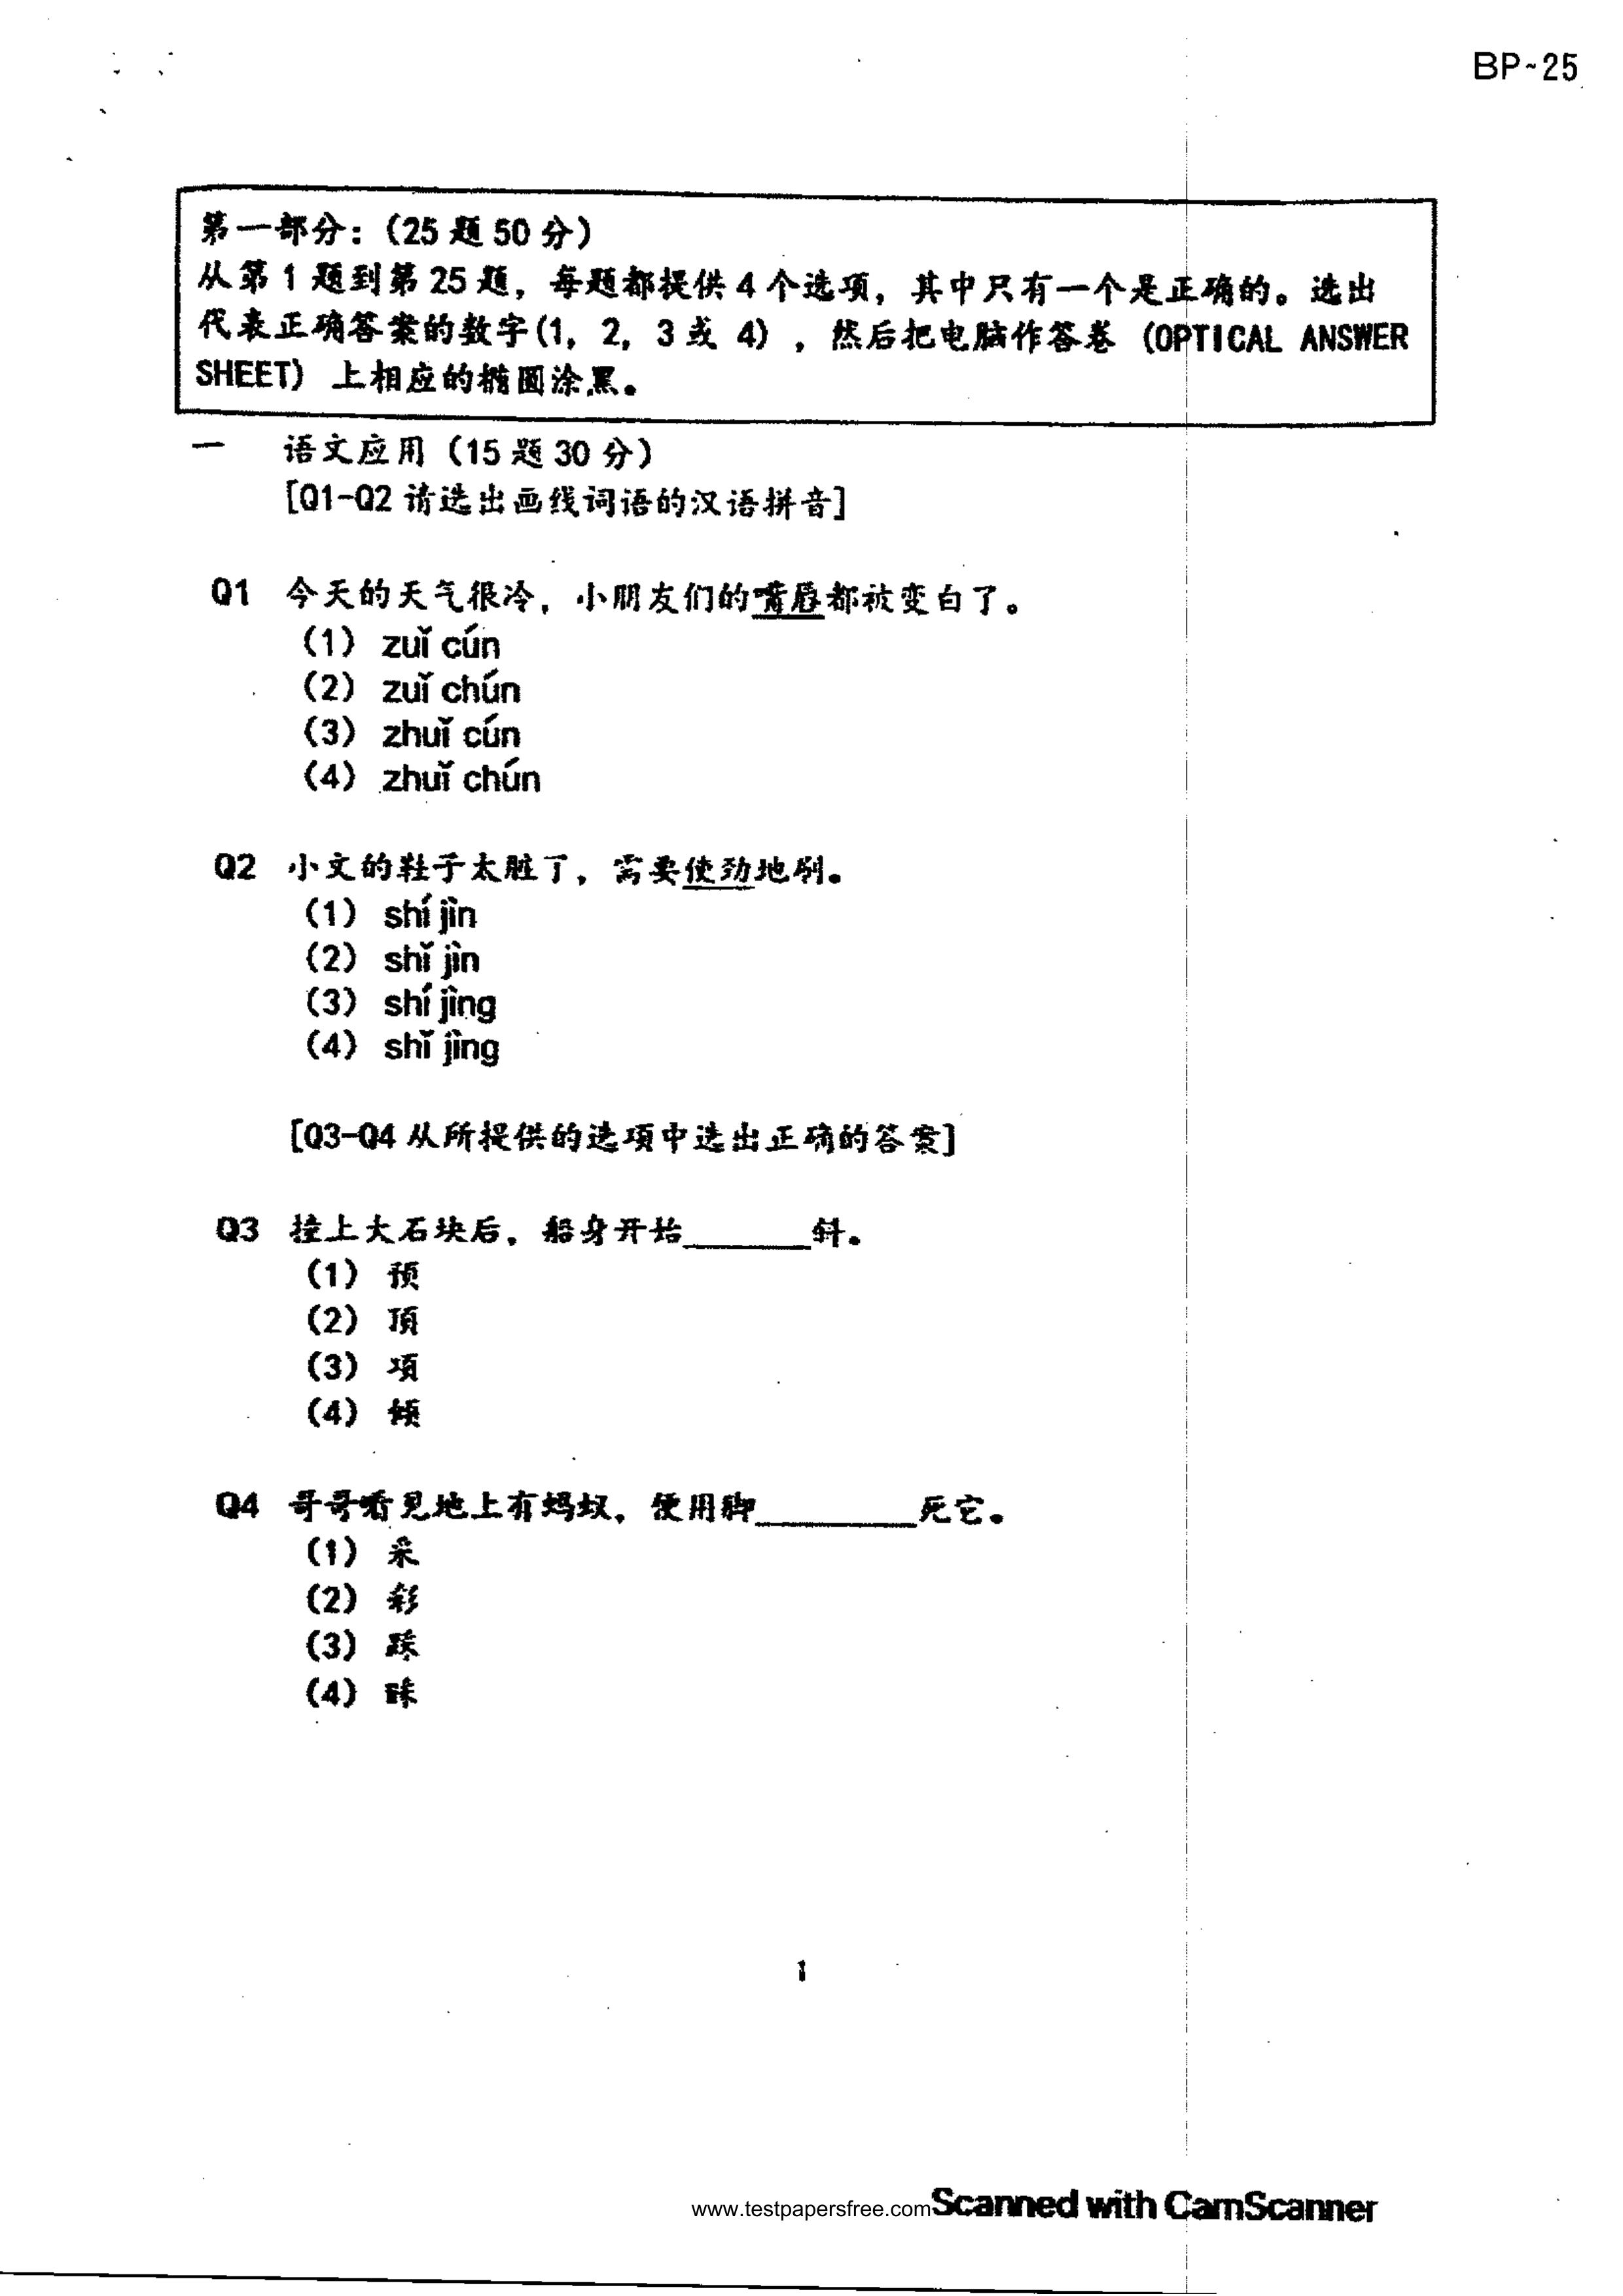 BP~25
第一部分：（25题50分）
从第1题到第25题，每题都提供4个选项，其中只有一个是正确的。选出
代表正确答案的数字(1, 2, 3或 4)，然后把电脑作答卷（OPTICAL ANSWER
SHEET）上相应的椭圆涂黑。
一 语文应用（15题30分）
[Q1-Q2 请选出画线词语的汉语拼音]
Q1 今天的天气很冷，小朋友们的嘴唇都被变白了。
（1） zuǐ cún
（2） zuǐ chún
（3） zhuǐ cún
（4） zhuǐ chún
Q2 小文的鞋子太脏了，需要使劲地刷。
（1） shí jìn
（2） shǐ jìn
（3） shí jìng
（4） shǐ jìng
[Q3-Q4 从所提供的选项中选出正确的答案]
Q3 撞上大石块后，船身开始______斜。
（1） 预
（2） 顶
（3） 项
（4） 倾
Q4 哥哥看见地上有蚂蚁，便用脚______死它。
（1） 采
（2） 彩
（3） 踩
（4） 睬
1
www.testpapersfree.com Scanned with CamScanner